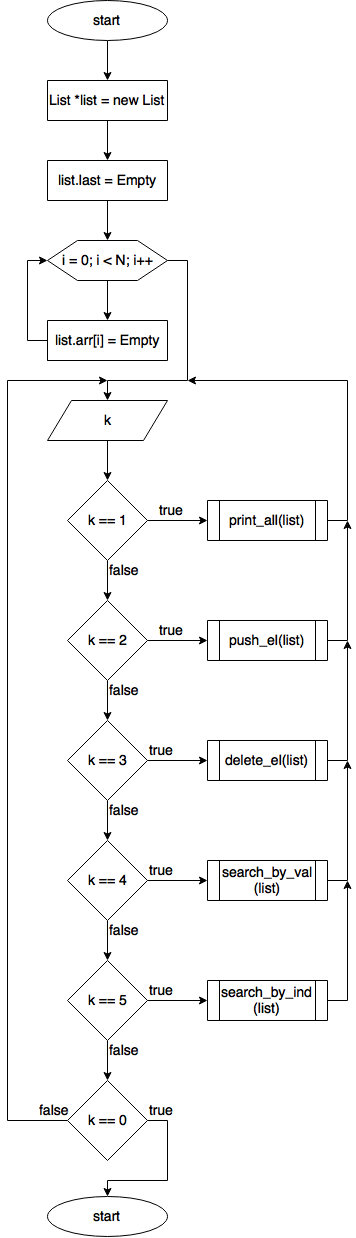 start
List *list = new List
list.last = Empty
i = 0; i < N; i++
list.arr[i] = Empty
k
k == 1
true
print_all(list)
false
k == 2
true
push_el(list)
false
k == 3
true
delete_el(list)
false
k == 4
true
search_by_val
(list)
false
k == 5
true
search_by_ind
(list)
false
false
k == 0
true
start